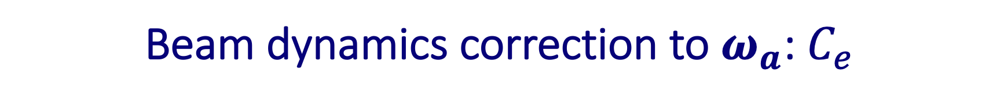 Beam dynamics correction to 𝝎ₐ: 𝐶ₑ